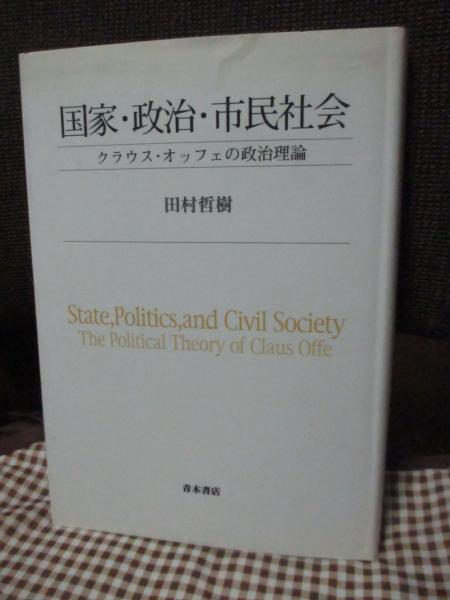 国家・政治・市民社会
クラウス・オッフェの政治理論
田村哲樹
State,Politics,and Civil Society
The Political Theory of Claus Offe
青木書店